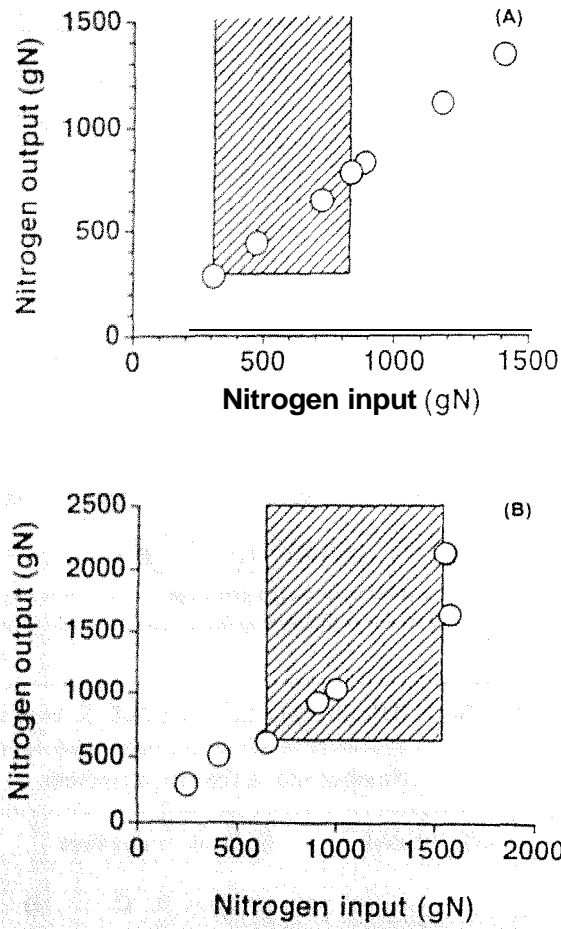 (A)
Nitrogen output (gN)
1500
1000
500
0
0 500 1000 1500
Nitrogen input (gN)
(B)
Nitrogen output (gN)
2500
2000
1500
1000
500
0
0 500 1000 1500 2000
Nitrogen input (gN)